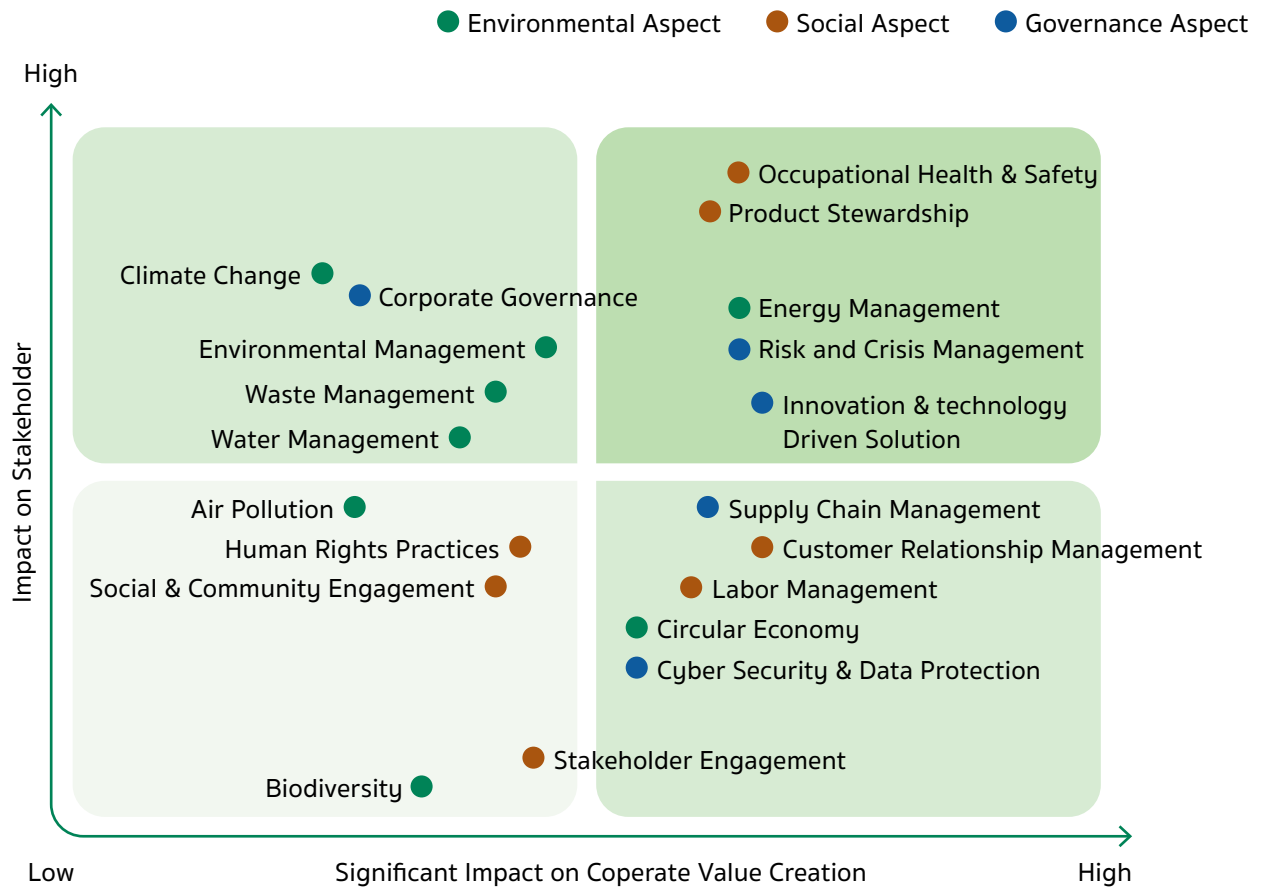 Environmental Aspect
Social Aspect
Governance Aspect
High
Occupational Health & Safety
Product Stewardship
Climate Change
Corporate Governance
Energy Management
Environmental Management
Risk and Crisis Management
Waste Management
Innovation & technology
Driven Solution
Water Management
Impact on Stakeholder
Air Pollution
Supply Chain Management
Human Rights Practices
Customer Relationship Management
Social & Community Engagement
Labor Management
Circular Economy
Cyber Security & Data Protection
Stakeholder Engagement
Biodiversity
Low
Significant Impact on Coperate Value Creation
High